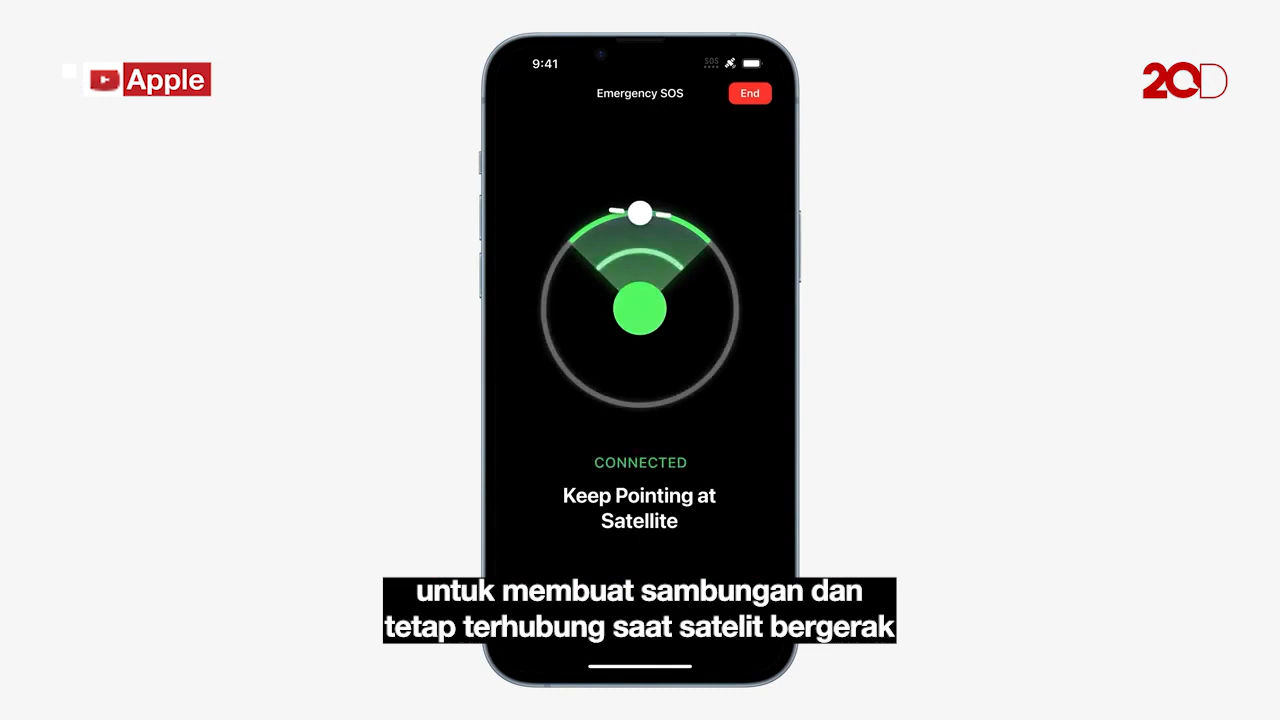 Apple
20D
9:41
SOS
Emergency SOS
End
CONNECTED
Keep Pointing at
Satellite
untuk membuat sambungan dan
tetap terhubung saat satelit bergerak